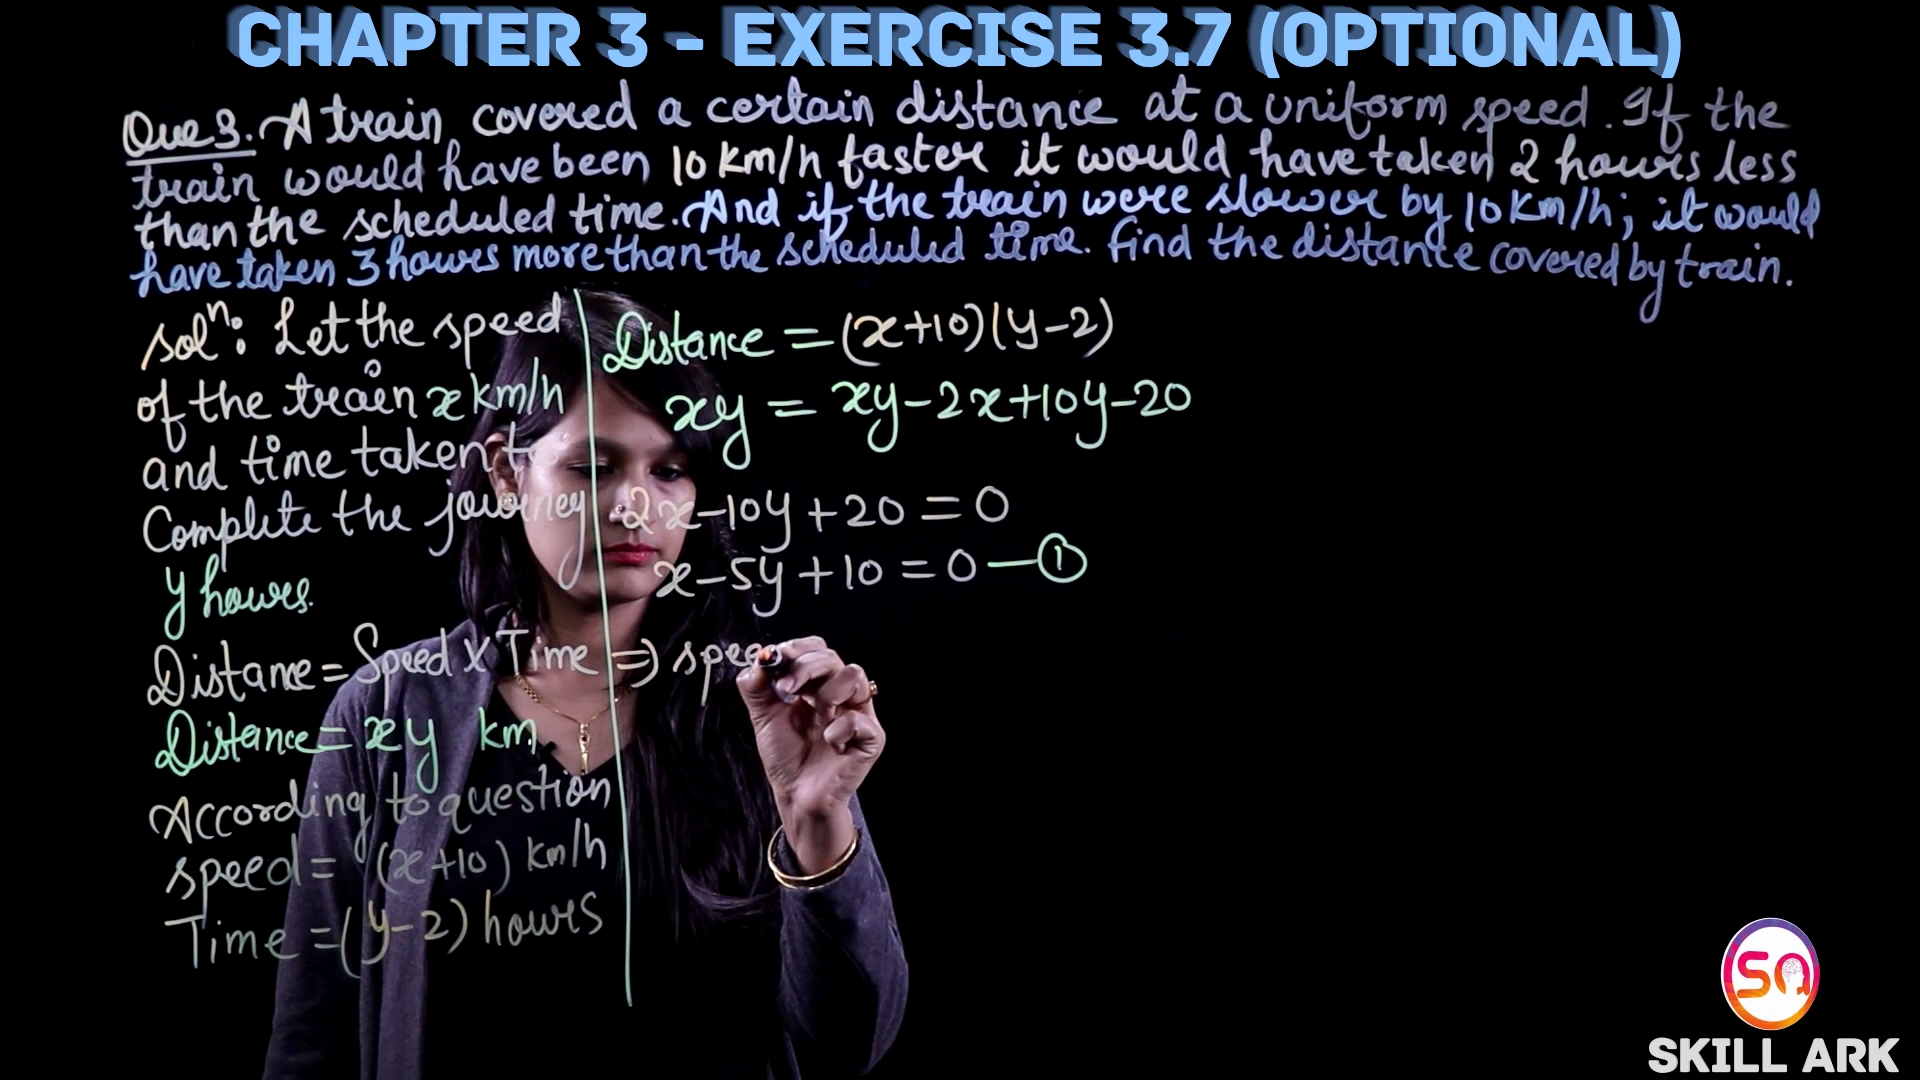 CHAPTER 3 - EXERCISE 3.7 (OPTIONAL)
Que 3. A train covered a certain distance at a uniform speed. If the
train would have been 10 km/h faster it would have taken 2 hours less
than the scheduled time. And if the train were slower by 10 km/h; it would
have taken 3 hours more than the scheduled time. find the distance covered by train.
solⁿ: Let the speed
of the train x km/h
and time taken to
Complete the journey
y hours.
Distance = Speed X Time
Distance = xy km.
According to question
speed = (x+10) km/h
Time = (y-2) hours
Distance = (x+10)(y-2)
xy = xy-2x+10y-20
2x-10y+20 = 0
x-5y+10 = 0 — ①
⇒ spee
SKILL ARK